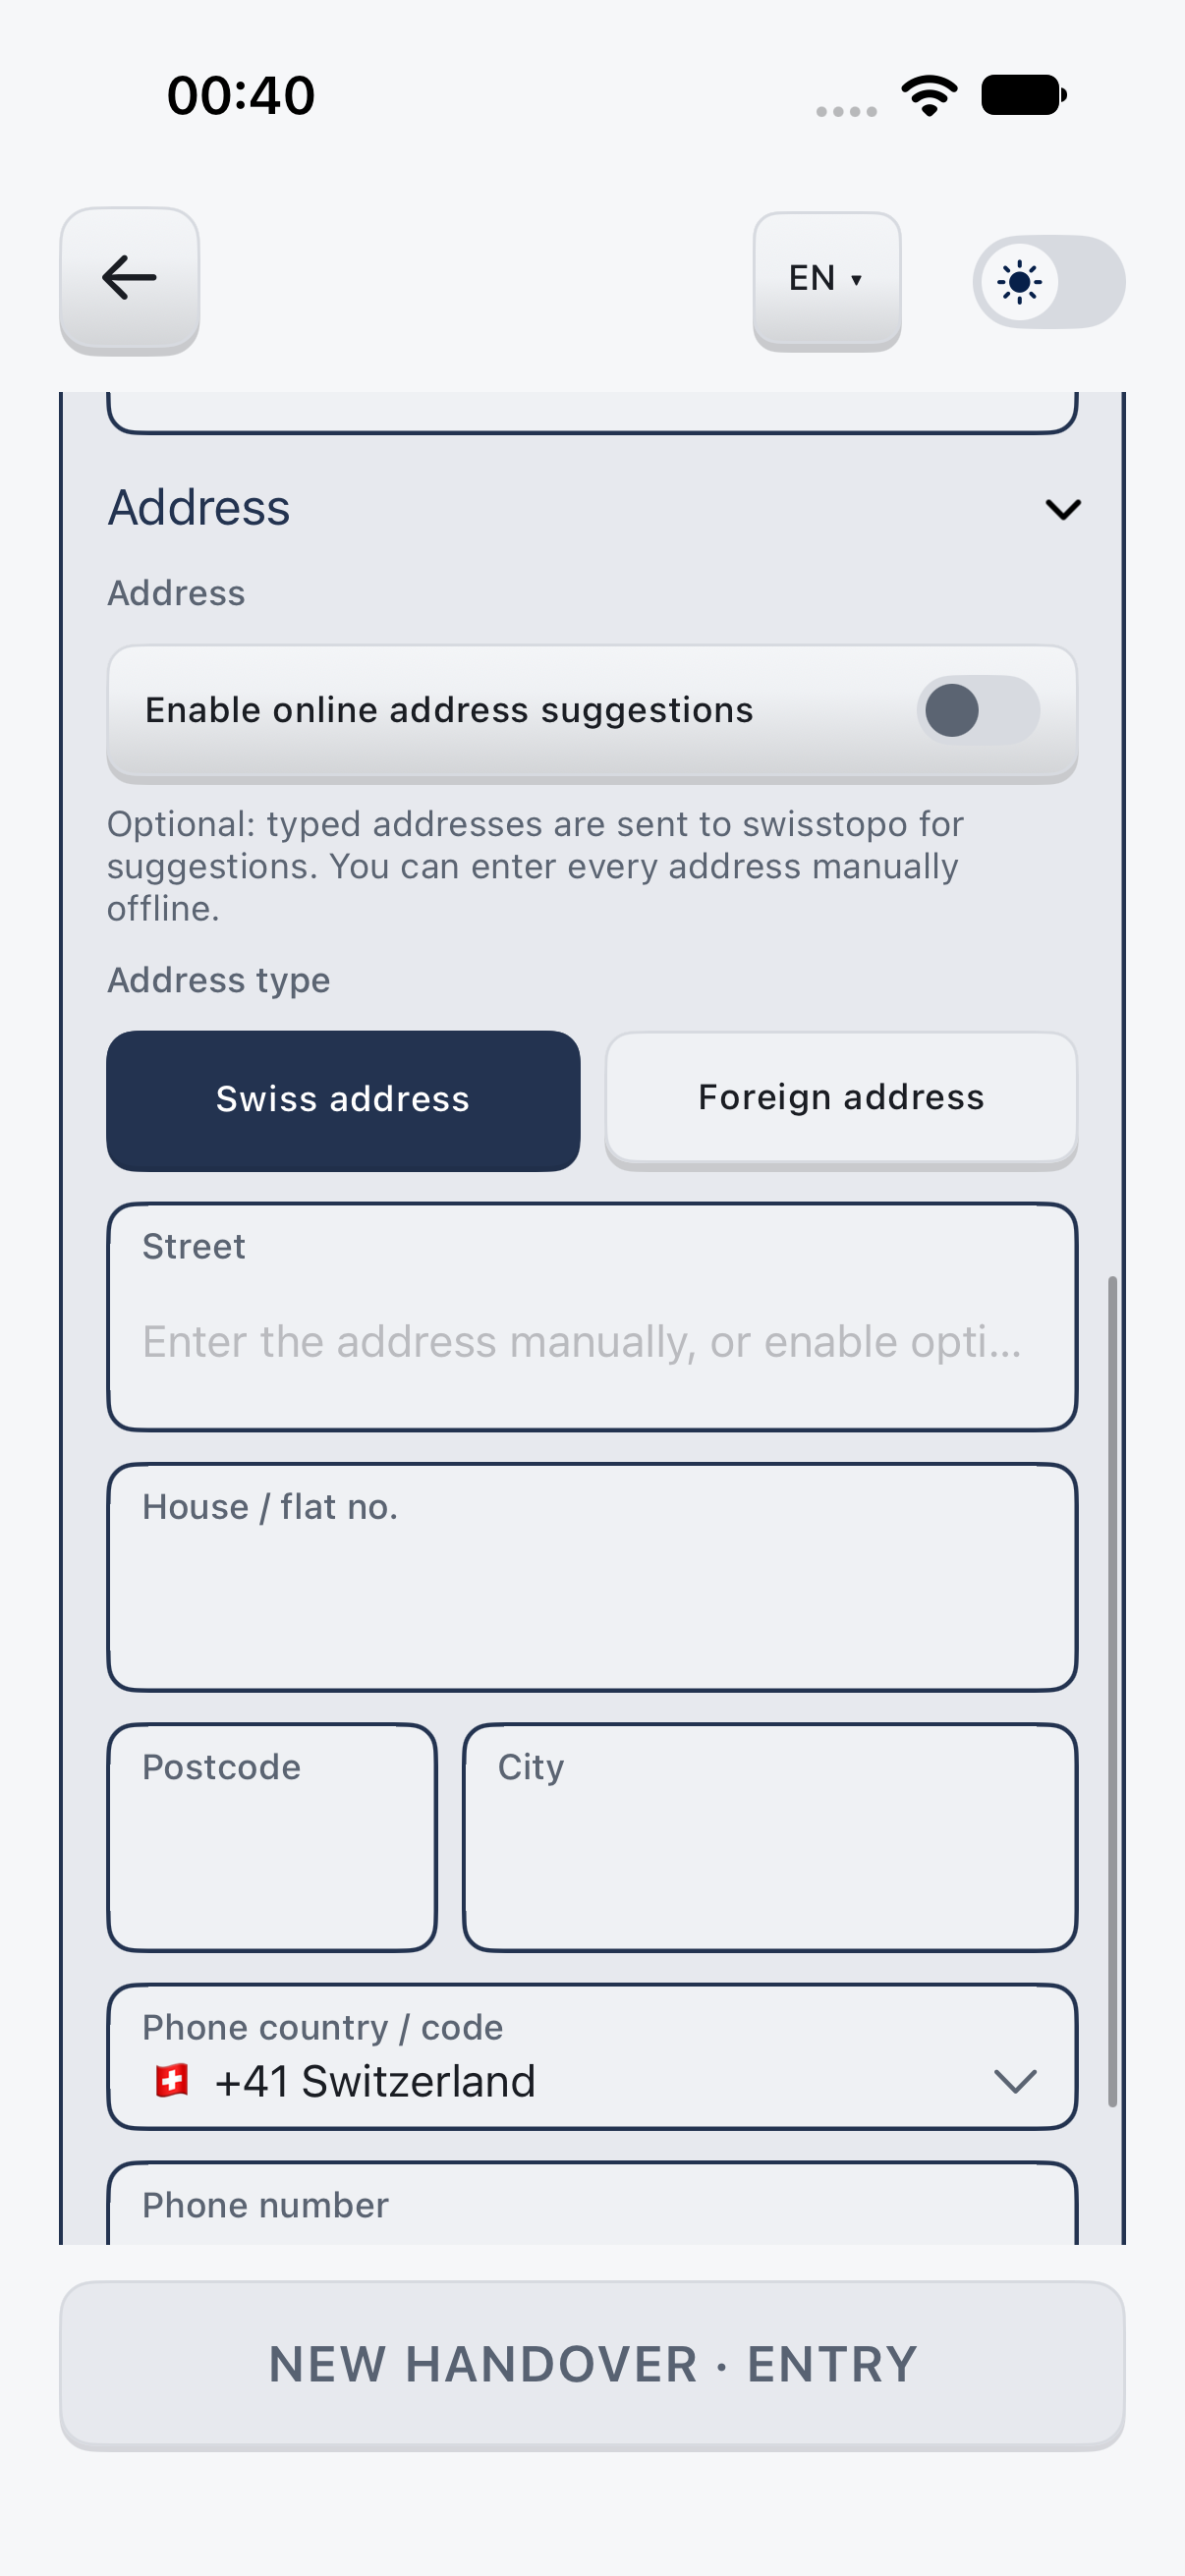 00:40
EN
Address
Address
Enable online address suggestions
Optional: typed addresses are sent to swisstopo for
suggestions. You can enter every address manually
offline.
Address type
Swiss address
Foreign address
Street
Enter the address manually, or enable opti...
House / flat no.
Postcode
City
Phone country / code
+41 Switzerland
Phone number
NEW HANDOVER · ENTRY